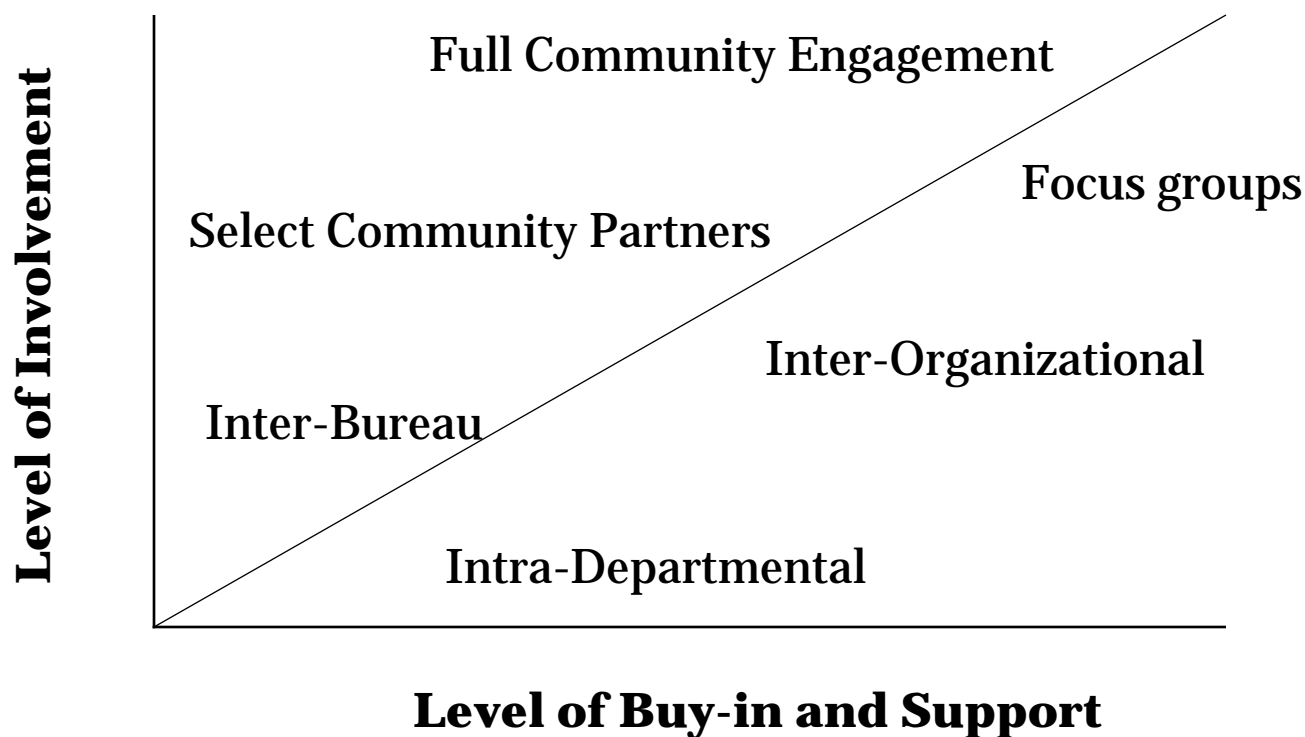 Full Community Engagement
Focus groups
Select Community Partners
Inter-Organizational
Inter-Bureau
Intra-Departmental
Level of Involvement
Level of Buy-in and Support